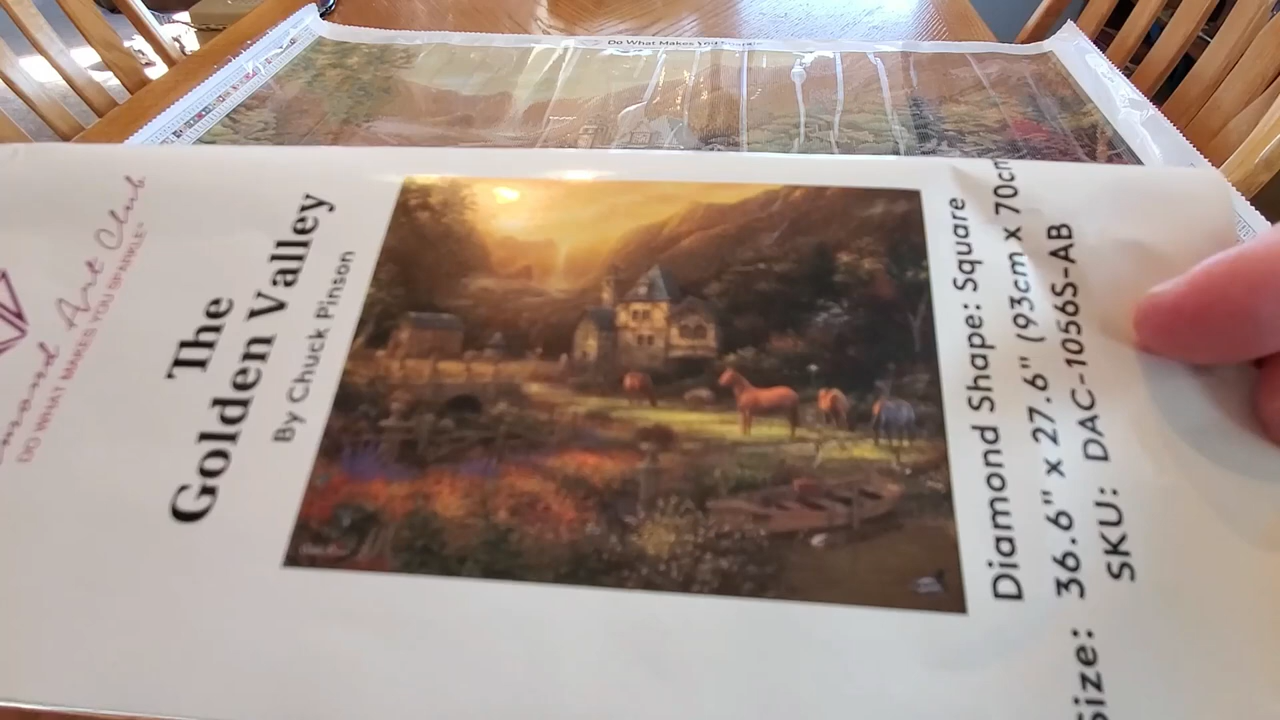 Do What Makes You Sparkle
Art Club
DO WHAT MAKES YOU SPARKLE®
The
Golden Valley
By Chuck Pinson
Diamond Shape: Square
Size: 36.6" x 27.6" (93cm x 70cm
SKU: DAC-1056S-AB